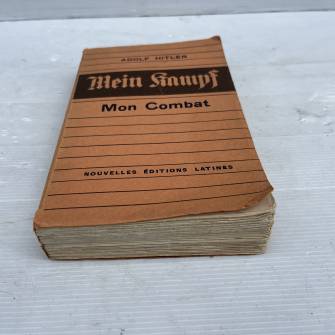 ADOLF HITLER
Mein Kampf
Mon Combat
NOUVELLES ÉDITIONS LATINES